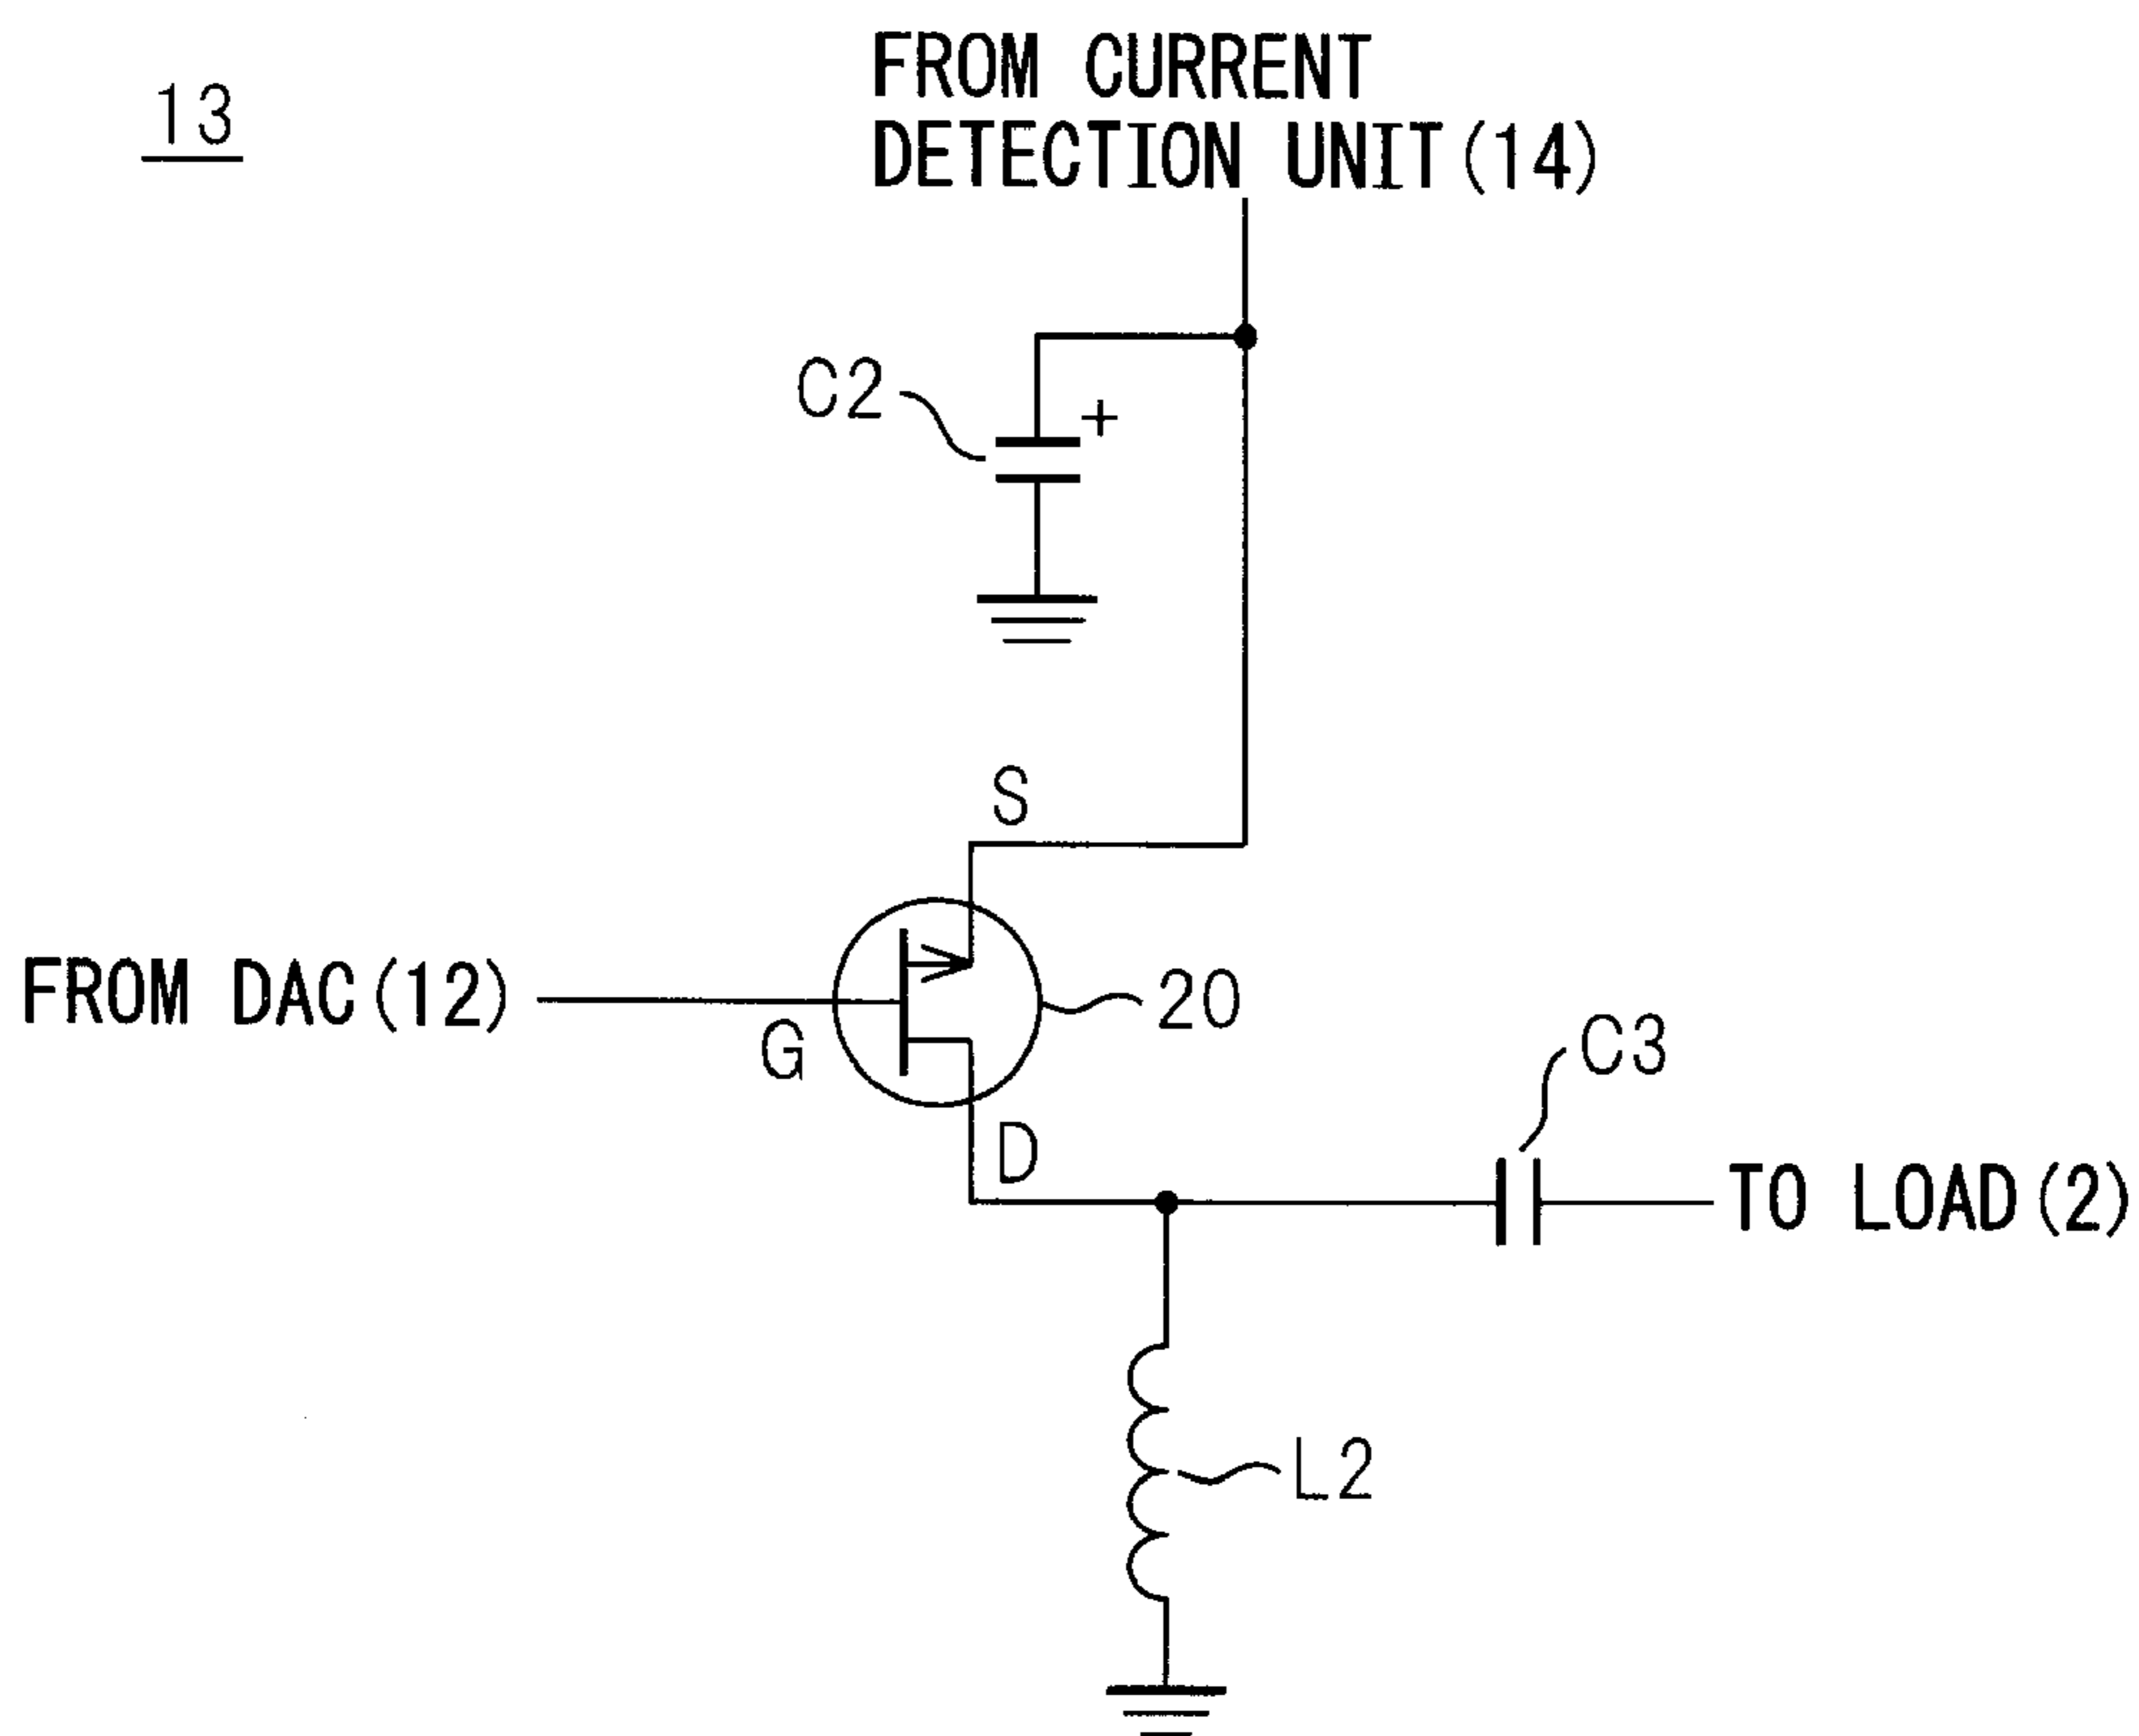 13
FROM CURRENT
DETECTION UNIT(14)
C2
+
S
FROM DAC(12)
G
20
C3
D
TO LOAD(2)
L2